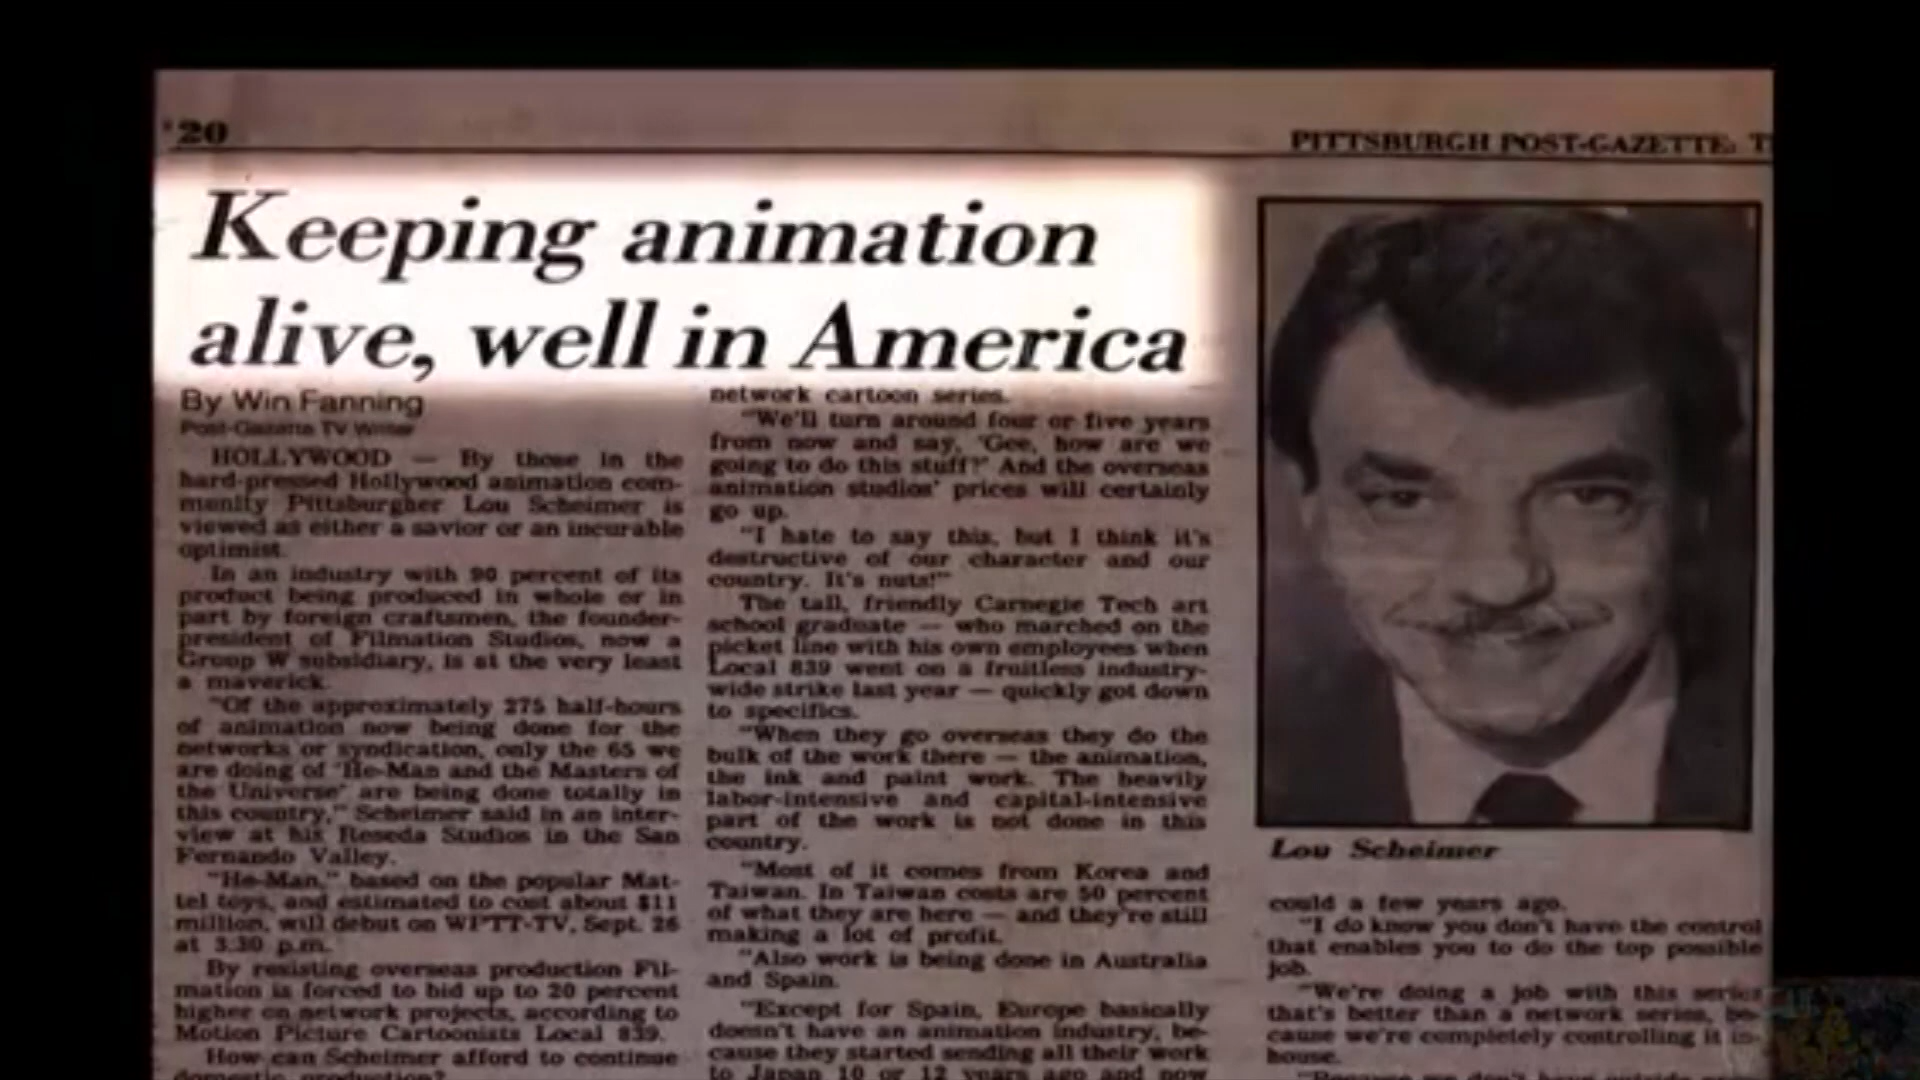 '20
PITTSBURGH POST-GAZETTE: T
Keeping animation
alive, well in America
By Win Fanning
Post-Gazette TV Writer
HOLLYWOOD — By those in the
hard-pressed Hollywood animation com-
munity Pittsburgher Lou Scheimer is
viewed as either a savior or an incurable
optimist.
In an industry with 90 percent of its
product being produced in whole or in
part by foreign craftsmen, the founder-
president of Filmation Studios, now a
Group W subsidiary, is at the very least
a maverick.
"Of the approximately 275 half-hours
of animation now being done for the
networks or syndication, only the 65 we
are doing of 'He-Man and the Masters of
the Universe' are being done totally in
this country," Scheimer said in an inter-
view at his Reseda Studios in the San
Fernando Valley.
"He-Man," based on the popular Mat-
tel toys, and estimated to cost about $11
million, will debut on WPTT-TV, Sept. 26
at 3:30 p.m.
By resisting overseas production Fil-
mation is forced to bid up to 20 percent
higher on network projects, according to
Motion Picture Cartoonists Local 839.
How can Scheimer afford to continue
domestic production?
network cartoon series.
"We'll turn around four or five years
from now and say, 'Gee, how are we
going to do this stuff?' And the overseas
animation studios' prices will certainly
go up.
"I hate to say this, but I think it's
destructive of our character and our
country. It's nuts!"
The tall, friendly Carnegie Tech art
school graduate — who marched on the
picket line with his own employees when
Local 839 went on a fruitless industry-
wide strike last year — quickly got down
to specifics.
"When they go overseas they do the
bulk of the work there — the animation,
the ink and paint work. The heavily
labor-intensive and capital-intensive
part of the work is not done in this
country.
"Most of it comes from Korea and
Taiwan. In Taiwan costs are 50 percent
of what they are here — and they're still
making a lot of profit.
"Also work is being done in Australia
and Spain.
"Except for Spain, Europe basically
doesn't have an animation industry, be-
cause they started sending all their work
to Japan 10 or 12 years ago and now
Lou Scheimer
could a few years ago.
"I do know you don't have the control
that enables you to do the top possible
job.
"We're doing a job with this series
that's better than a network series, be-
cause we're completely controlling it in-
house.